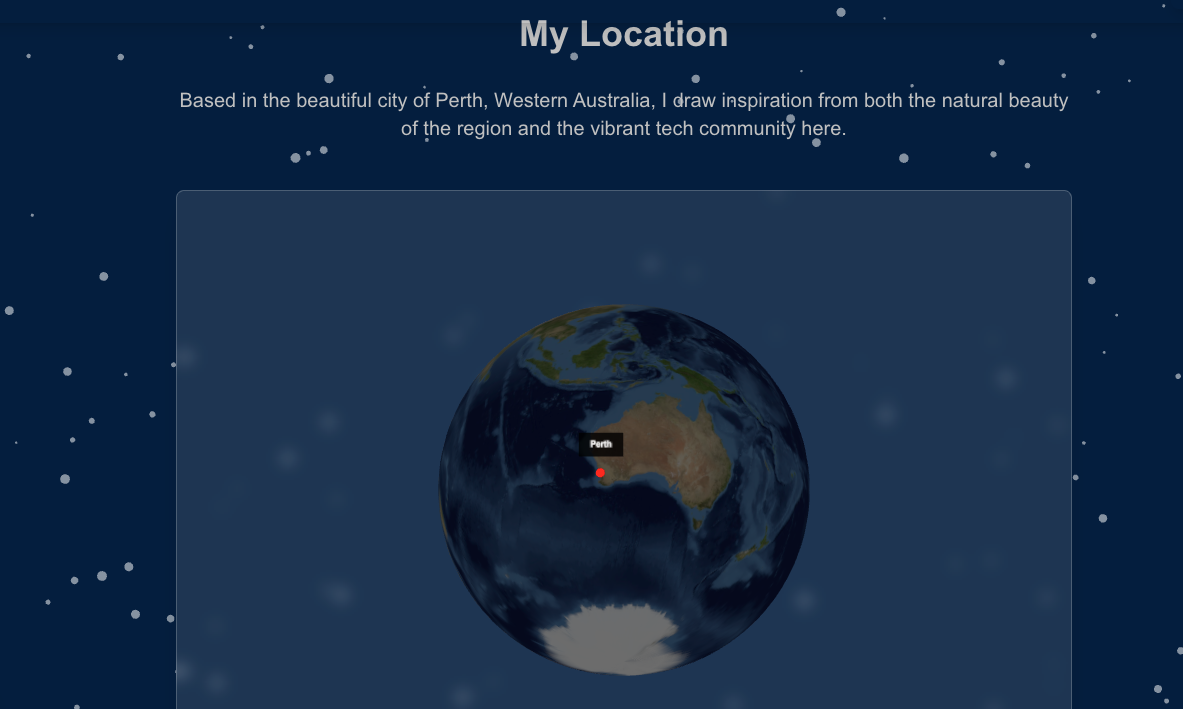 My Location
Based in the beautiful city of Perth, Western Australia, I draw inspiration from both the natural beauty
of the region and the vibrant tech community here.
Perth